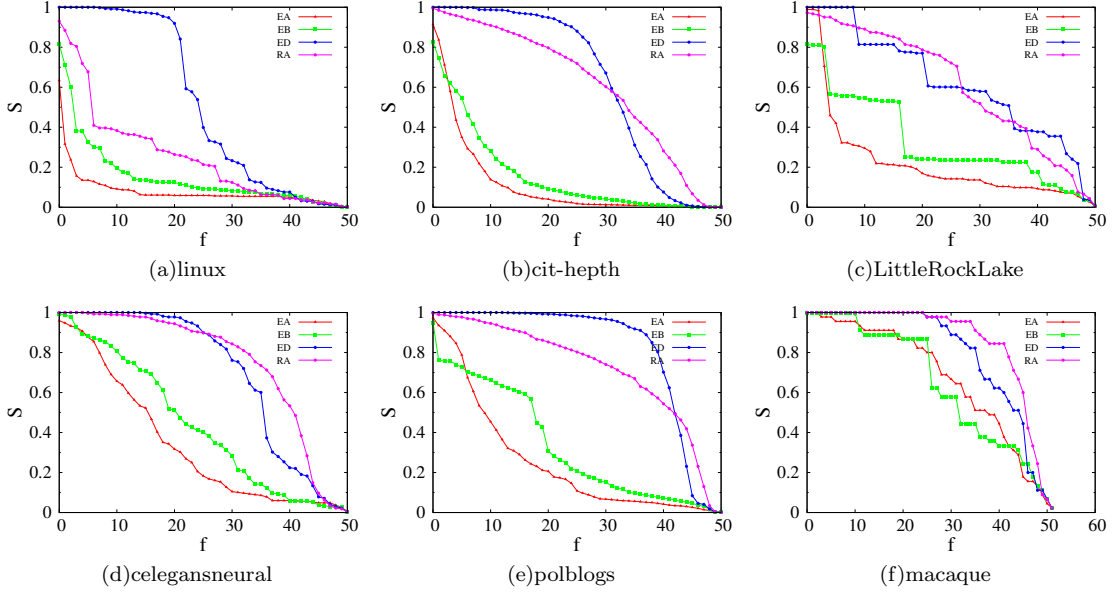 1
0.8
0.6
0.4
0.2
0
S
0 10 20 30 40 50
f
EA
EB
ED
RA
(a)linux
1
0.8
0.6
0.4
0.2
0
S
0 10 20 30 40 50
f
EA
EB
ED
RA
(b)cit-hepth
1
0.8
0.6
0.4
0.2
0
S
0 10 20 30 40 50
f
EA
EB
ED
RA
(c)LittleRockLake
1
0.8
0.6
0.4
0.2
0
S
0 10 20 30 40 50
f
EA
EB
ED
RA
(d)celegansneural
1
0.8
0.6
0.4
0.2
0
S
0 10 20 30 40 50
f
EA
EB
ED
RA
(e)polblogs
1
0.8
0.6
0.4
0.2
0
S
0 10 20 30 40 50 60
f
EA
EB
ED
RA
(f)macaque